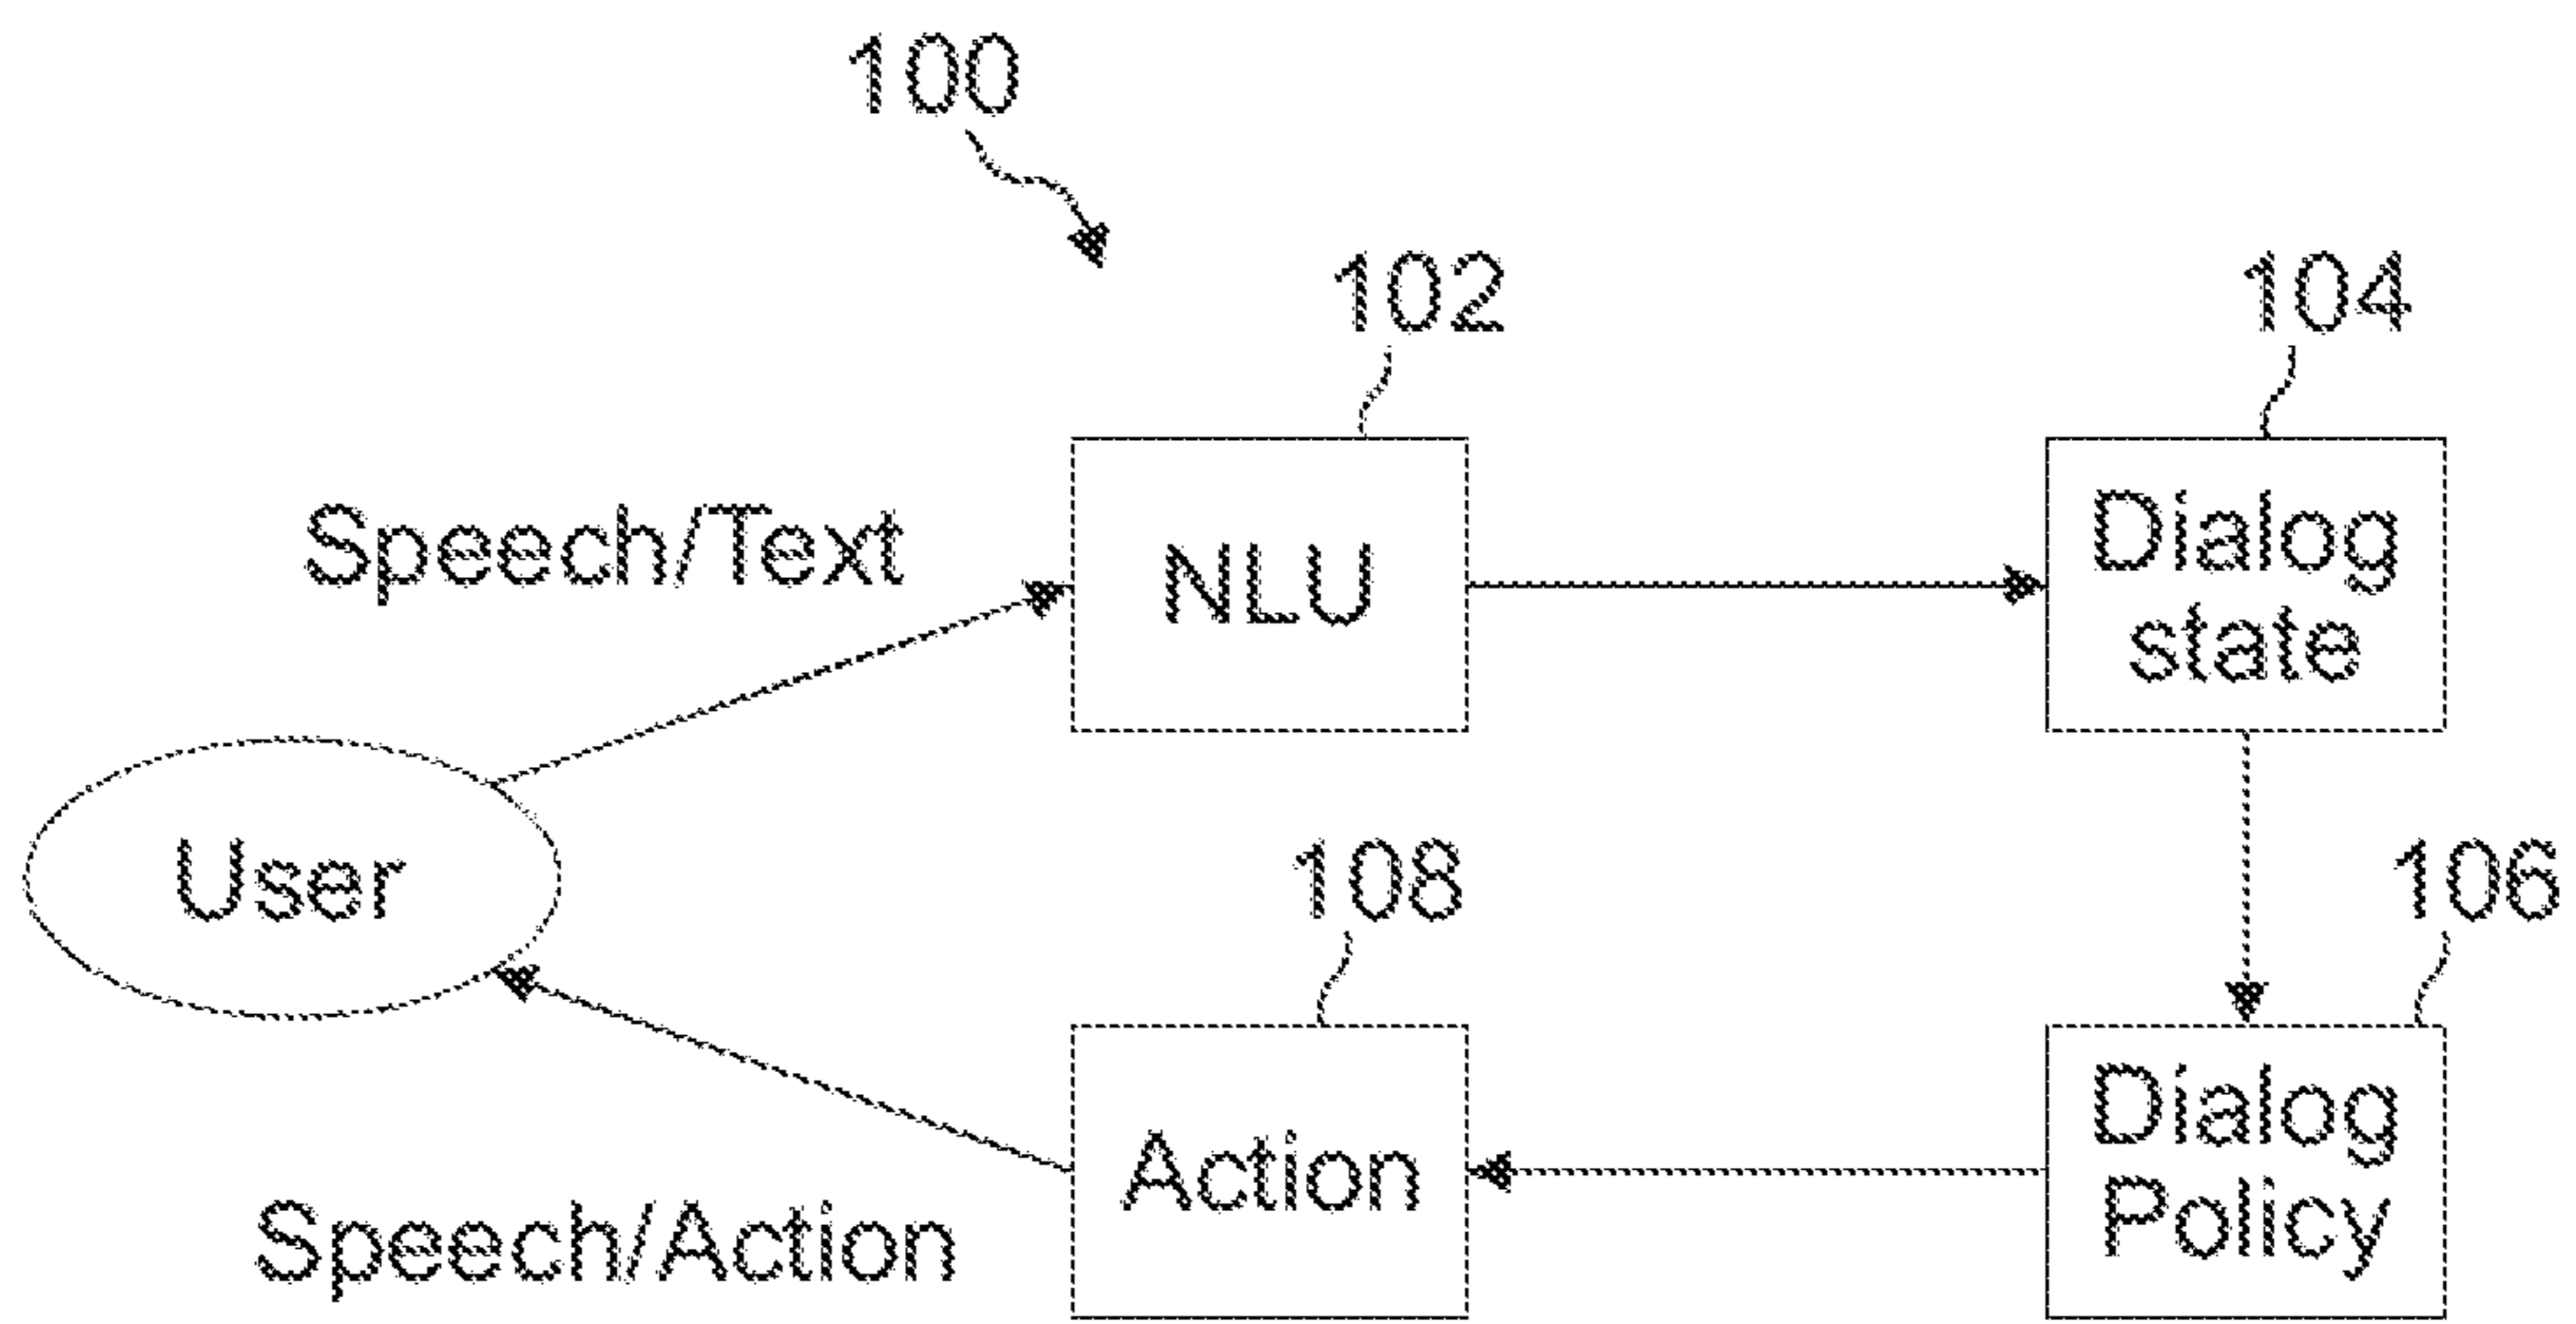 100
102
104
Speech/Text
NLU
Dialog
state
User
108
106
Action
Dialog
Policy
Speech/Action